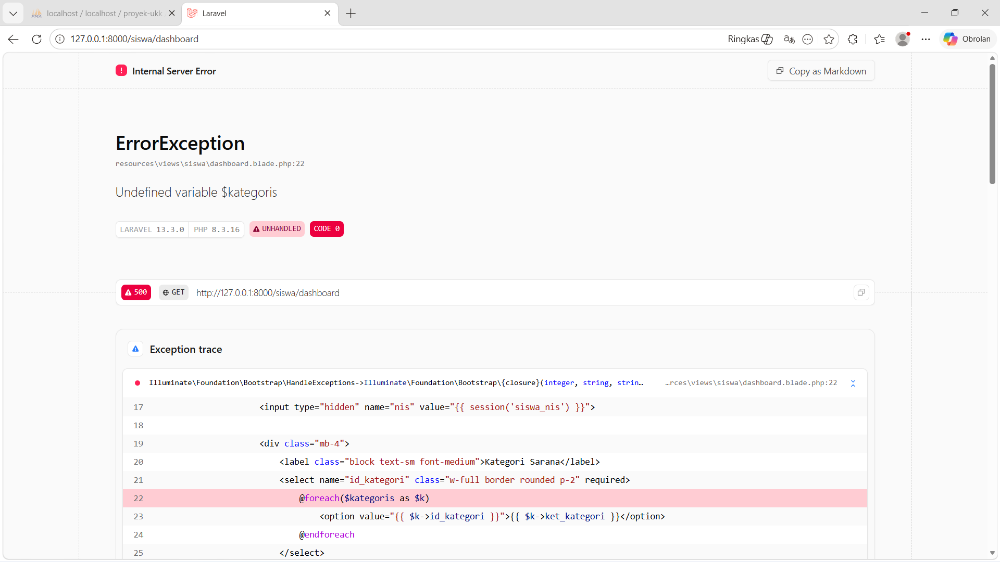 localhost / localhost / proyek-ukk
Laravel
127.0.0.1:8000/siswa/dashboard
Ringkas
Obrolan
Internal Server Error
Copy as Markdown
ErrorException
resources\views\siswa\dashboard.blade.php:22
Undefined variable $kategoris
LARAVEL 13.3.0 PHP 8.3.16 UNHANDLED CODE 0
500 GET http://127.0.0.1:8000/siswa/dashboard
Exception trace
Illuminate\Foundation\Bootstrap\HandleExceptions->Illuminate\Foundation\Bootstrap\{closure}(integer, string, strin… …rces\views\siswa\dashboard.blade.php:22
17 <input type="hidden" name="nis" value="{{ session('siswa_nis') }}">
18
19 <div class="mb-4">
20 <label class="block text-sm font-medium">Kategori Sarana</label>
21 <select name="id_kategori" class="w-full border rounded p-2" required>
22 @foreach($kategoris as $k)
23 <option value="{{ $k->id_kategori }}">{{ $k->ket_kategori }}</option>
24 @endforeach
25 </select>